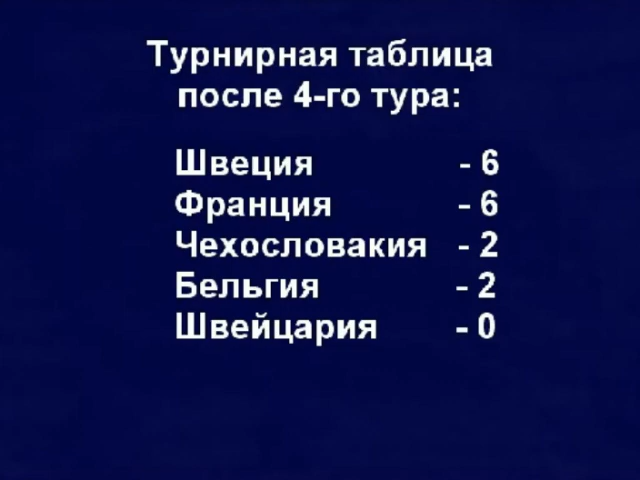 Турнирная таблица
после 4-го тура:
Швеция - 6
Франция - 6
Чехословакия - 2
Бельгия - 2
Швейцария - 0